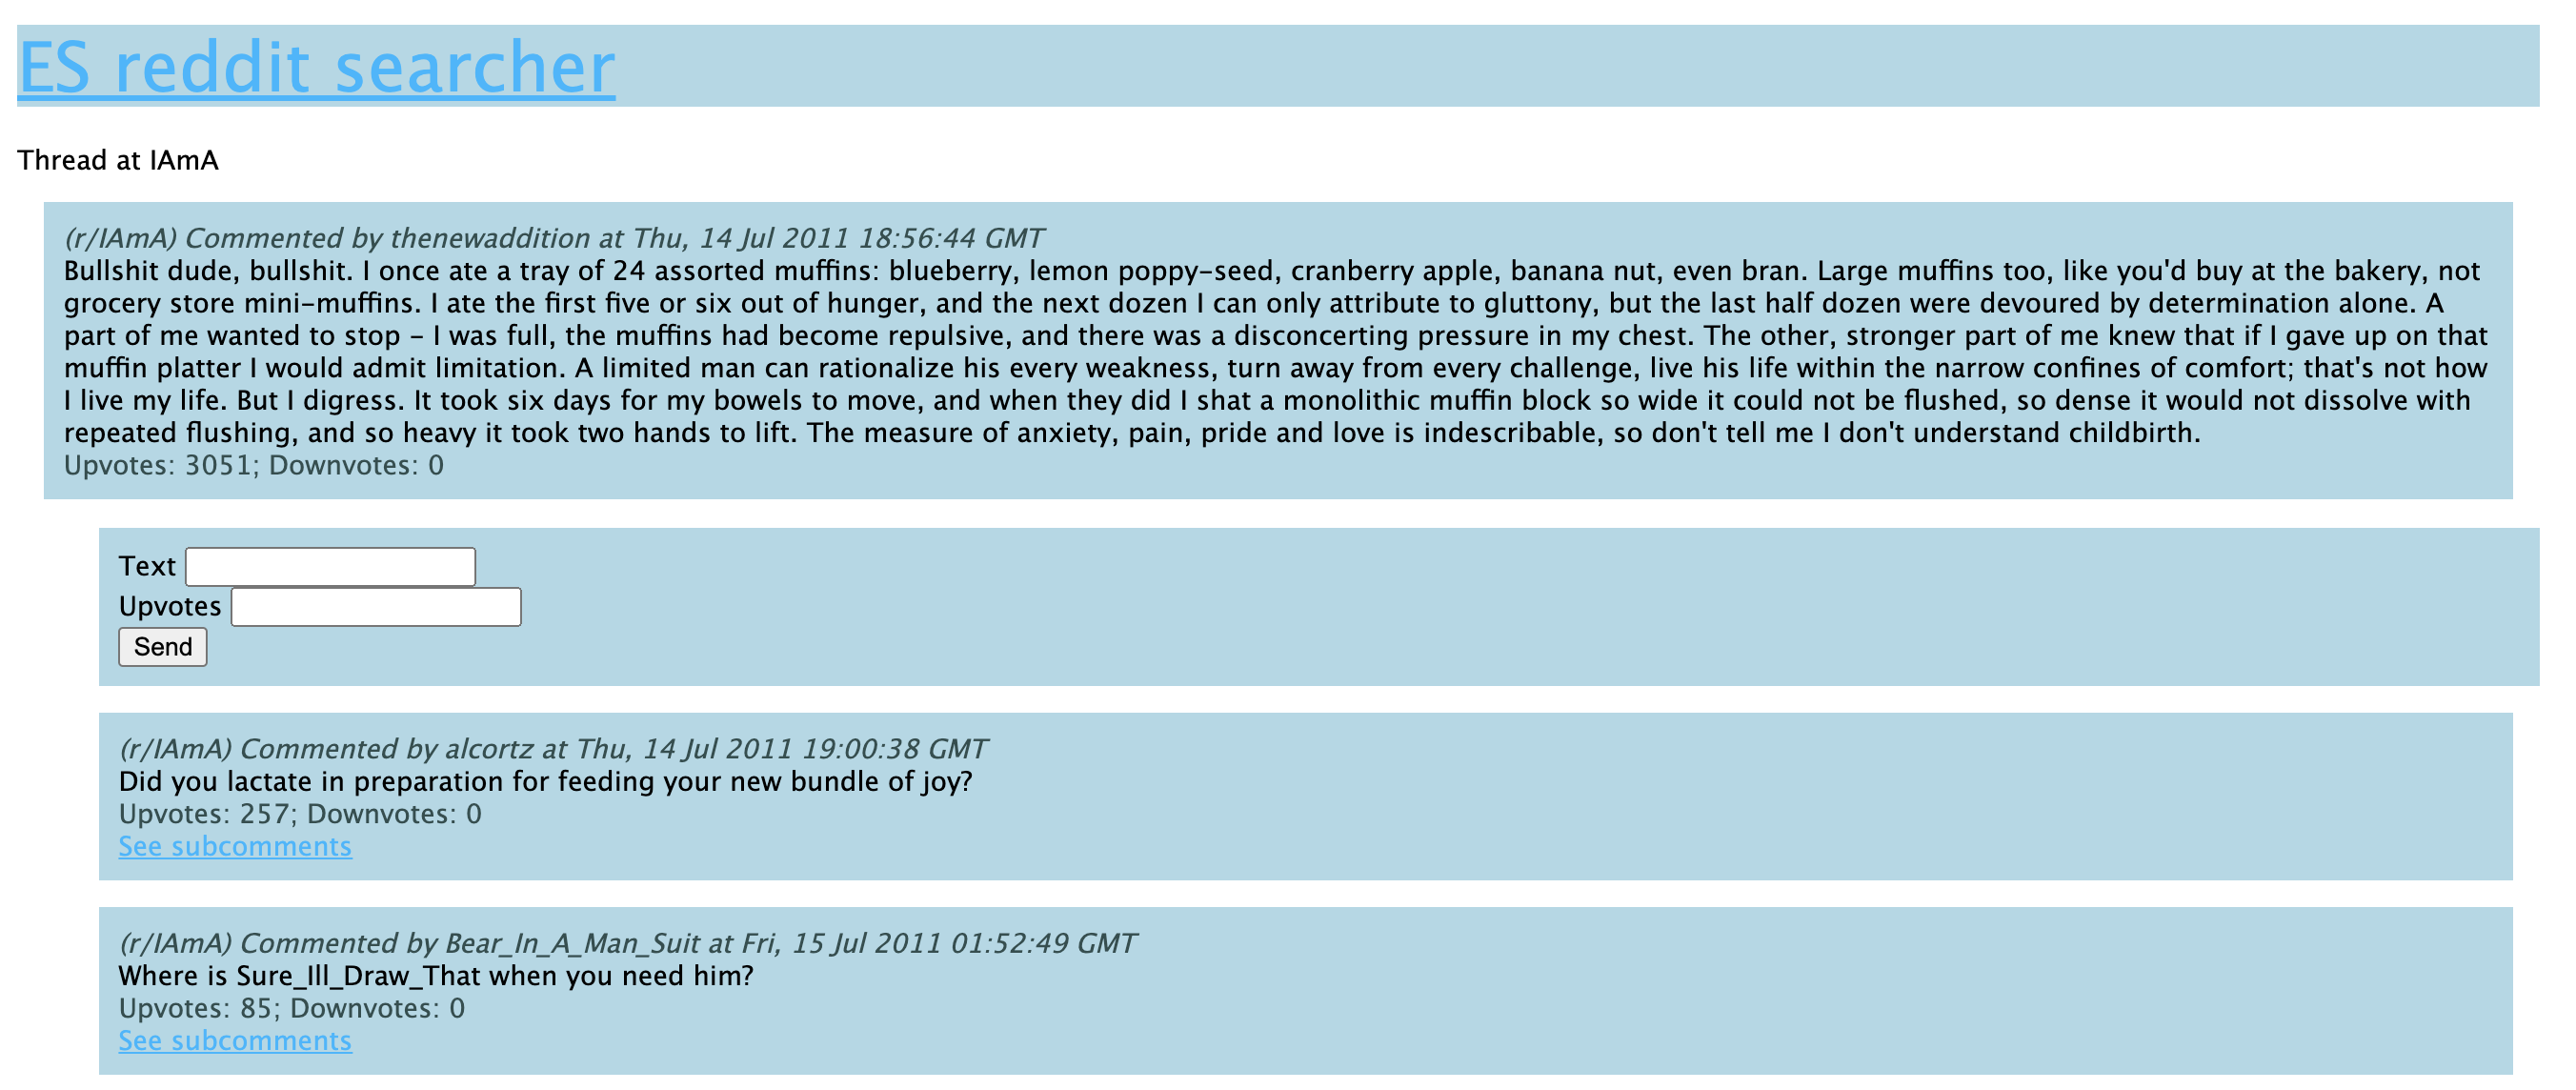 ES reddit searcher
Thread at IAmA
(r/IAmA) Commented by thenewaddition at Thu, 14 Jul 2011 18:56:44 GMT
Bullshit dude, bullshit. I once ate a tray of 24 assorted muffins: blueberry, lemon poppy-seed, cranberry apple, banana nut, even bran. Large muffins too, like you'd buy at the bakery, not
grocery store mini-muffins. I ate the first five or six out of hunger, and the next dozen I can only attribute to gluttony, but the last half dozen were devoured by determination alone. A
part of me wanted to stop - I was full, the muffins had become repulsive, and there was a disconcerting pressure in my chest. The other, stronger part of me knew that if I gave up on that
muffin platter I would admit limitation. A limited man can rationalize his every weakness, turn away from every challenge, live his life within the narrow confines of comfort; that's not how
I live my life. But I digress. It took six days for my bowels to move, and when they did I shat a monolithic muffin block so wide it could not be flushed, so dense it would not dissolve with
repeated flushing, and so heavy it took two hands to lift. The measure of anxiety, pain, pride and love is indescribable, so don't tell me I don't understand childbirth.
Upvotes: 3051; Downvotes: 0
Text
Upvotes
Send
(r/IAmA) Commented by alcortz at Thu, 14 Jul 2011 19:00:38 GMT
Did you lactate in preparation for feeding your new bundle of joy?
Upvotes: 257; Downvotes: 0
See subcomments
(r/IAmA) Commented by Bear_In_A_Man_Suit at Fri, 15 Jul 2011 01:52:49 GMT
Where is Sure_Ill_Draw_That when you need him?
Upvotes: 85; Downvotes: 0
See subcomments